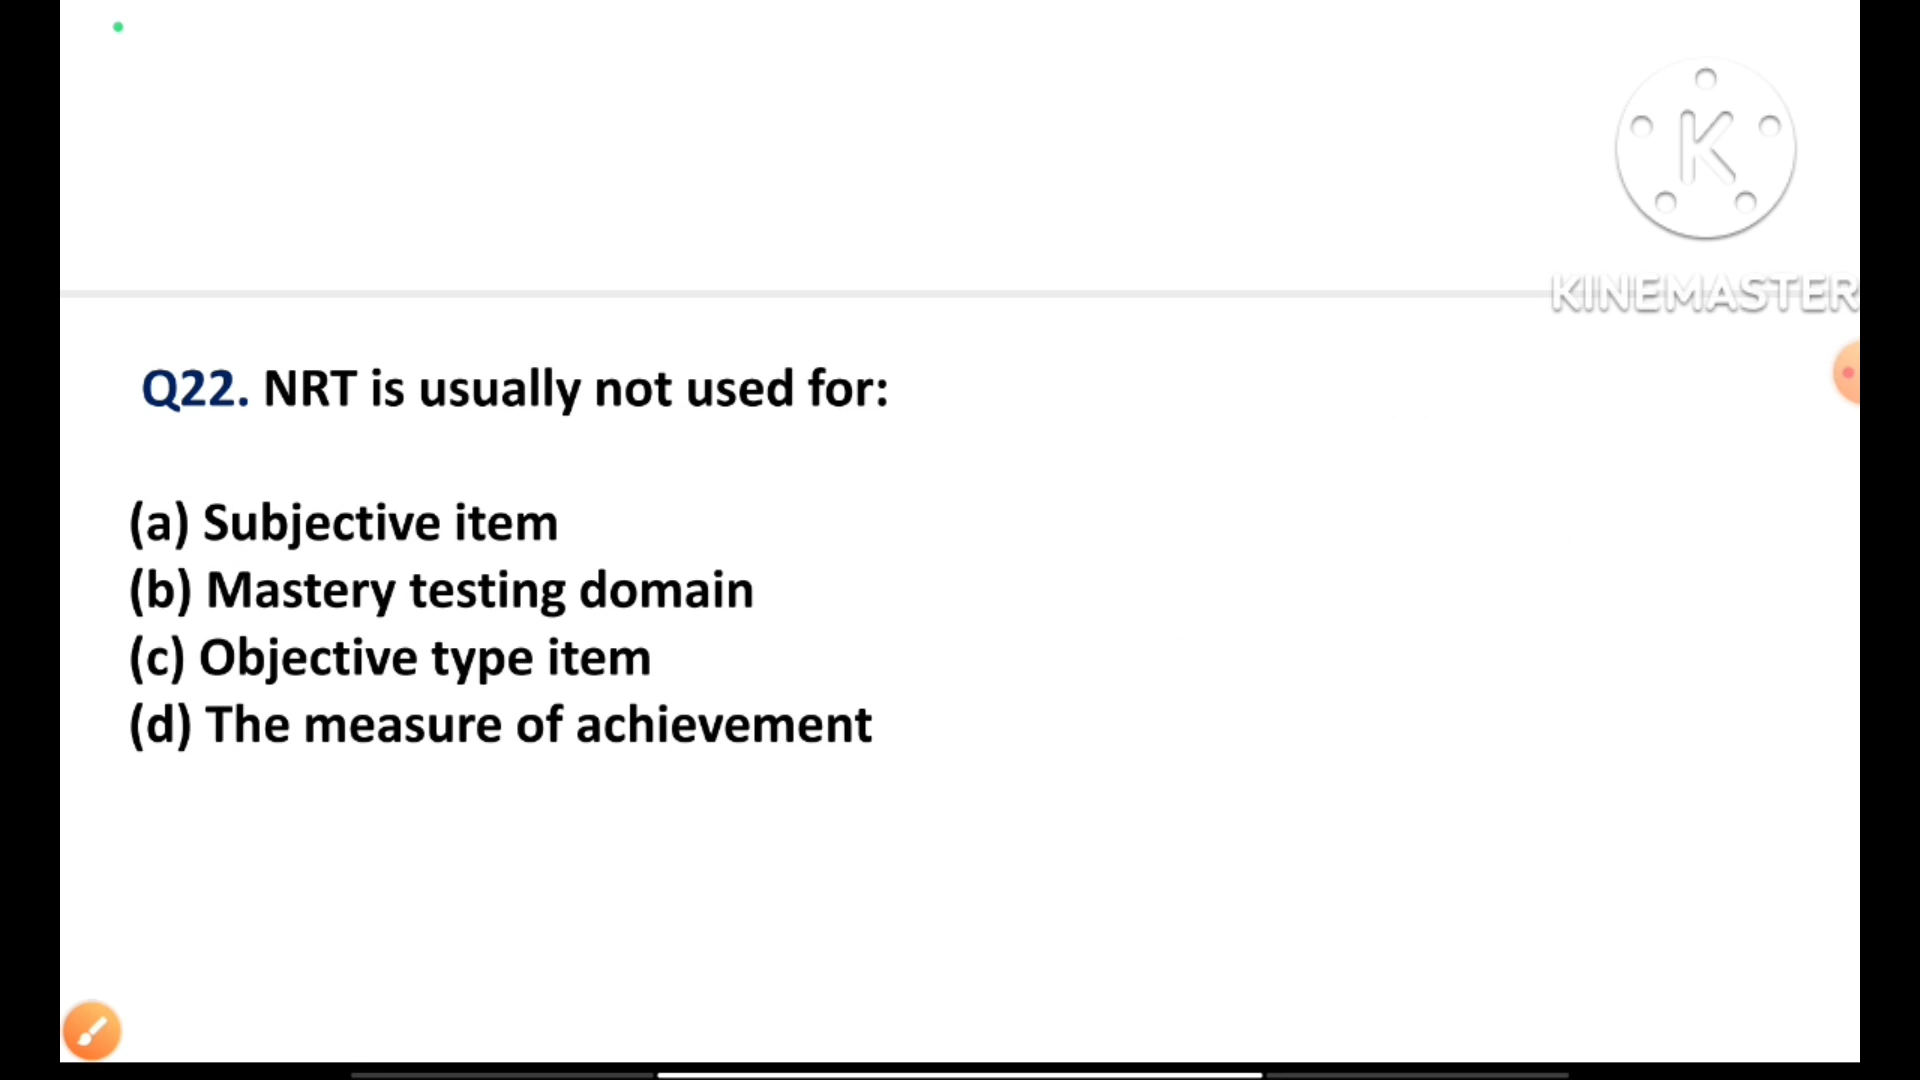 K
KINEMASTER
Q22. NRT is usually not used for:
(a) Subjective item
(b) Mastery testing domain
(c) Objective type item
(d) The measure of achievement